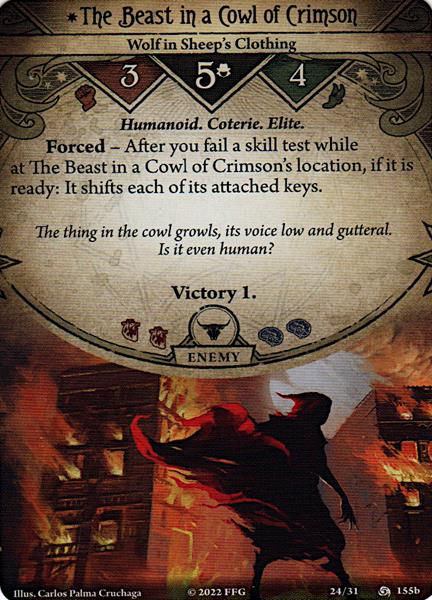 *The Beast in a Cowl of Crimson
Wolf in Sheep's Clothing
3 5 4
Humanoid. Coterie. Elite.
Forced – After you fail a skill test while
at The Beast in a Cowl of Crimson's location, if it is
ready: It shifts each of its attached keys.
The thing in the cowl growls, its voice low and gutteral.
Is it even human?
Victory 1.
ENEMY
Illus. Carlos Palma Cruchaga © 2022 FFG 24/31 155b